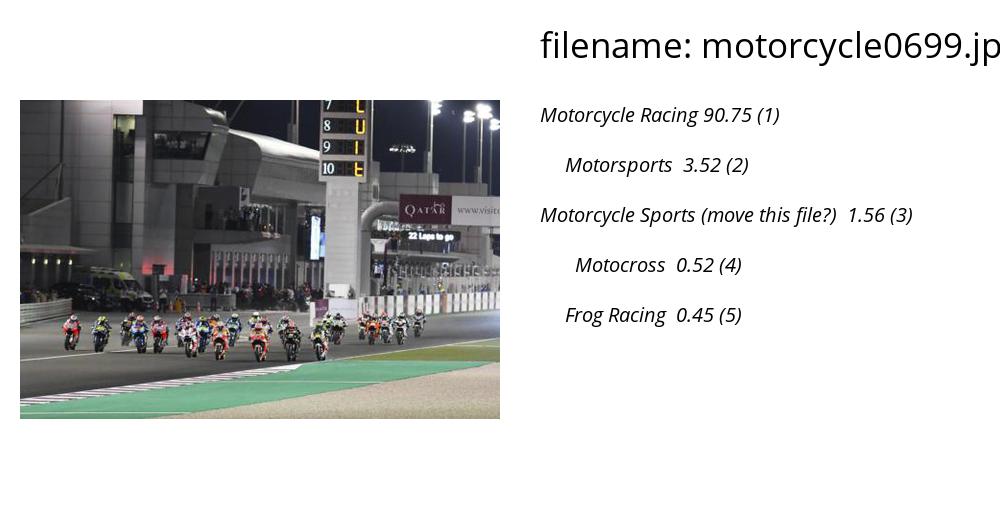 filename: motorcycle0699.jp
Motorcycle Racing 90.75 (1)
Motorsports 3.52 (2)
Motorcycle Sports (move this file?) 1.56 (3)
Motocross 0.52 (4)
Frog Racing 0.45 (5)
7 L
8 U
9 I
10 t
QATAR
www.visit
22 Laps to go